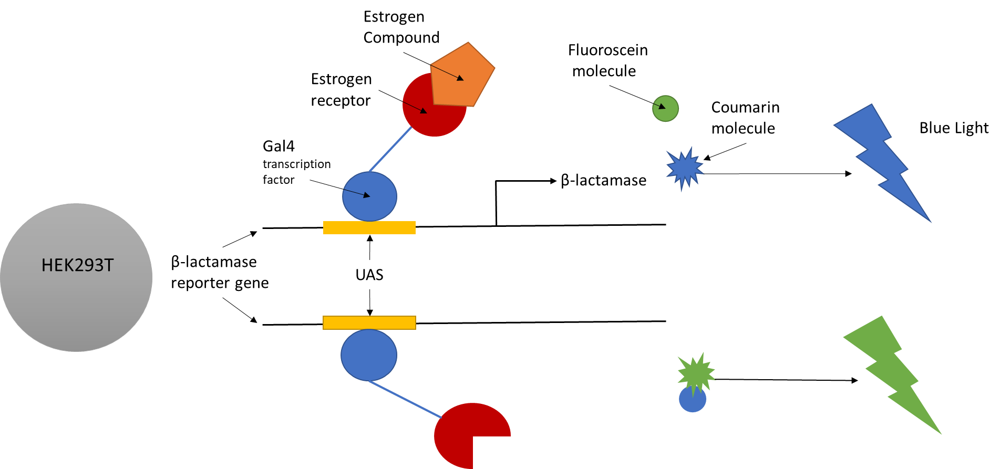 Estrogen
Compound
Estrogen
receptor
Gal4
transcription
factor
Fluoroscein
molecule
Coumarin
molecule
Blue Light
β-lactamase
HEK293T
β-lactamase
reporter gene
UAS